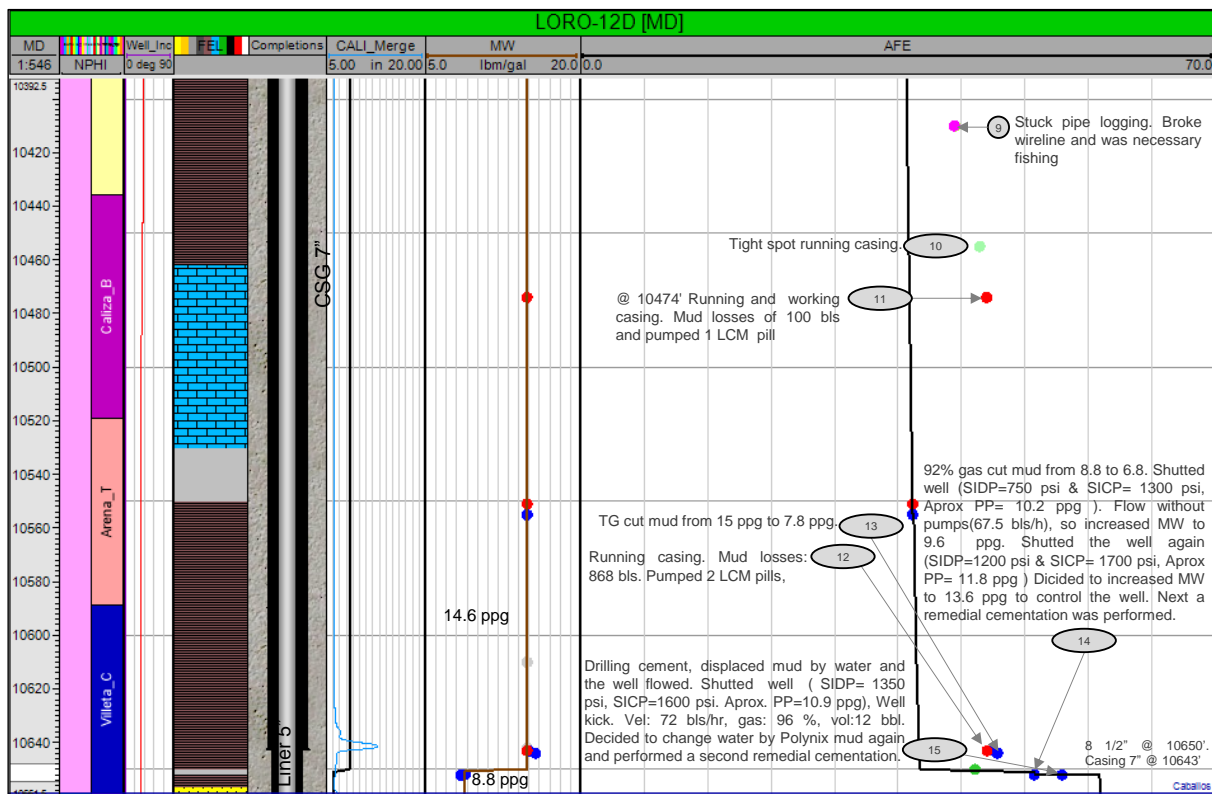 LORO-12D [MD]
MD Well_Inc FEL Completions CALI_Merge MW AFE
1:546 NPHI 0 deg 90 5.00 in 20.00 5.0 lbm/gal 20.0 0.0 70.0
10392.5
10420
10440
10460
10480
10500
10520
10540
10560
10580
10600
10620
10640
Caliza_B
Arena_T
Villeta_C
CSG 7"
Liner 5"
14.6 ppg
8.8 ppg
9
Stuck pipe logging. Broke
wireline and was necessary
fishing
Tight spot running casing.
10
@ 10474' Running and working
casing. Mud losses of 100 bls
and pumped 1 LCM pill
11
TG cut mud from 15 ppg to 7.8 ppg.
13
Running casing. Mud losses:
868 bls. Pumped 2 LCM pills,
12
92% gas cut mud from 8.8 to 6.8. Shutted
well (SIDP=750 psi & SICP= 1300 psi,
Aprox PP= 10.2 ppg ). Flow without
pumps(67.5 bls/h), so increased MW to
9.6 ppg. Shutted the well again
(SIDP=1200 psi & SICP= 1700 psi, Aprox
PP= 11.8 ppg ) Dicided to increased MW
to 13.6 ppg to control the well. Next a
remedial cementation was performed.
14
Drilling cement, displaced mud by water and
the well flowed. Shutted well ( SIDP= 1350
psi, SICP=1600 psi. Aprox. PP=10.9 ppg), Well
kick. Vel: 72 bls/hr, gas: 96 %, vol:12 bbl.
Decided to change water by Polynix mud again
and performed a second remedial cementation.
15
8 1/2" @ 10650'.
Casing 7" @ 10643'
Caballos